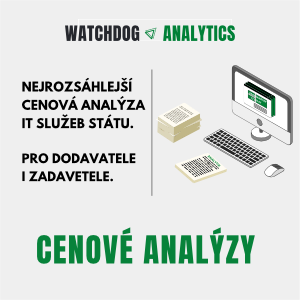 WATCHDOG ANALYTICS
NEJROZSÁHLEJŠÍ
CENOVÁ ANALÝZA
IT SLUŽEB STÁTU.
PRO DODAVATELE
I ZADAVETELE.
CENOVÉ ANALÝZY